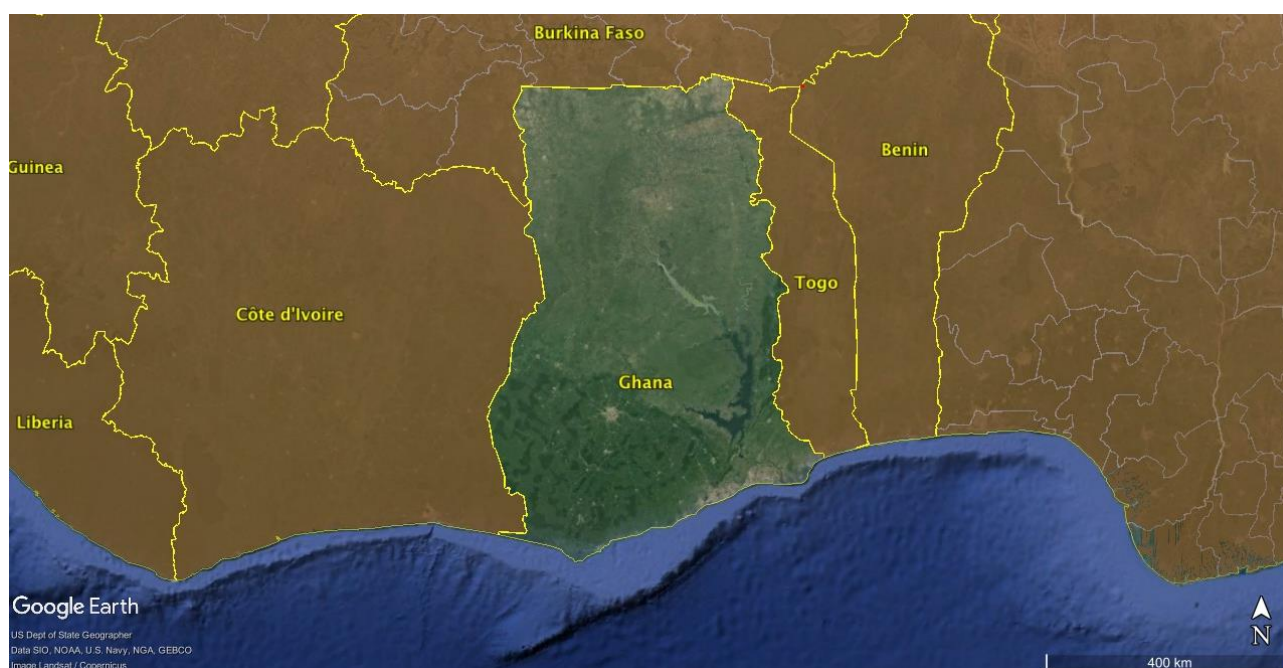 Burkina Faso
Benin
Guinea
Togo
Côte d'Ivoire
Ghana
Liberia
Google Earth
US Dept of State Geographer
Data SIO, NOAA, U.S. Navy, NGA, GEBCO
Image Landsat / Copernicus
N
400 km